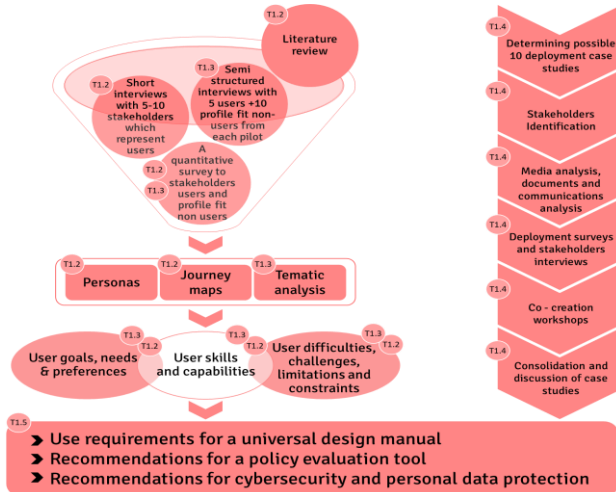 T1.2
Literature
review
T1.2
Short
interviews
with 5-10
stakeholders
which
represent
users
T1.3
Semi
structured
interviews with
5 users +10
profile fit non-
users from
each pilot
T1.2
T1.3
A
quantitative
survey to
stakeholders
users and
profile fit
non users
T1.2
Personas
T1.2
Journey
maps
T1.3
Tematic
analysis
T1.3
T1.2
User goals, needs
& preferences
T1.3
T1.2
User skills
and capabilities
T1.3
T1.2
User difficulties,
challenges,
limitations and
constraints
T1.4
Determining possible
10 deployment case
studies
T1.4
Stakeholders
Identification
T1.4
Media analysis,
documents and
communications
analysis
T1.4
Deployment surveys
and stakeholders
interviews
T1.4
Co - creation
workshops
T1.4
Consolidation and
discussion of case
studies
T1.5
Use requirements for a universal design manual
Recommendations for a policy evaluation tool
Recommendations for cybersecurity and personal data protection